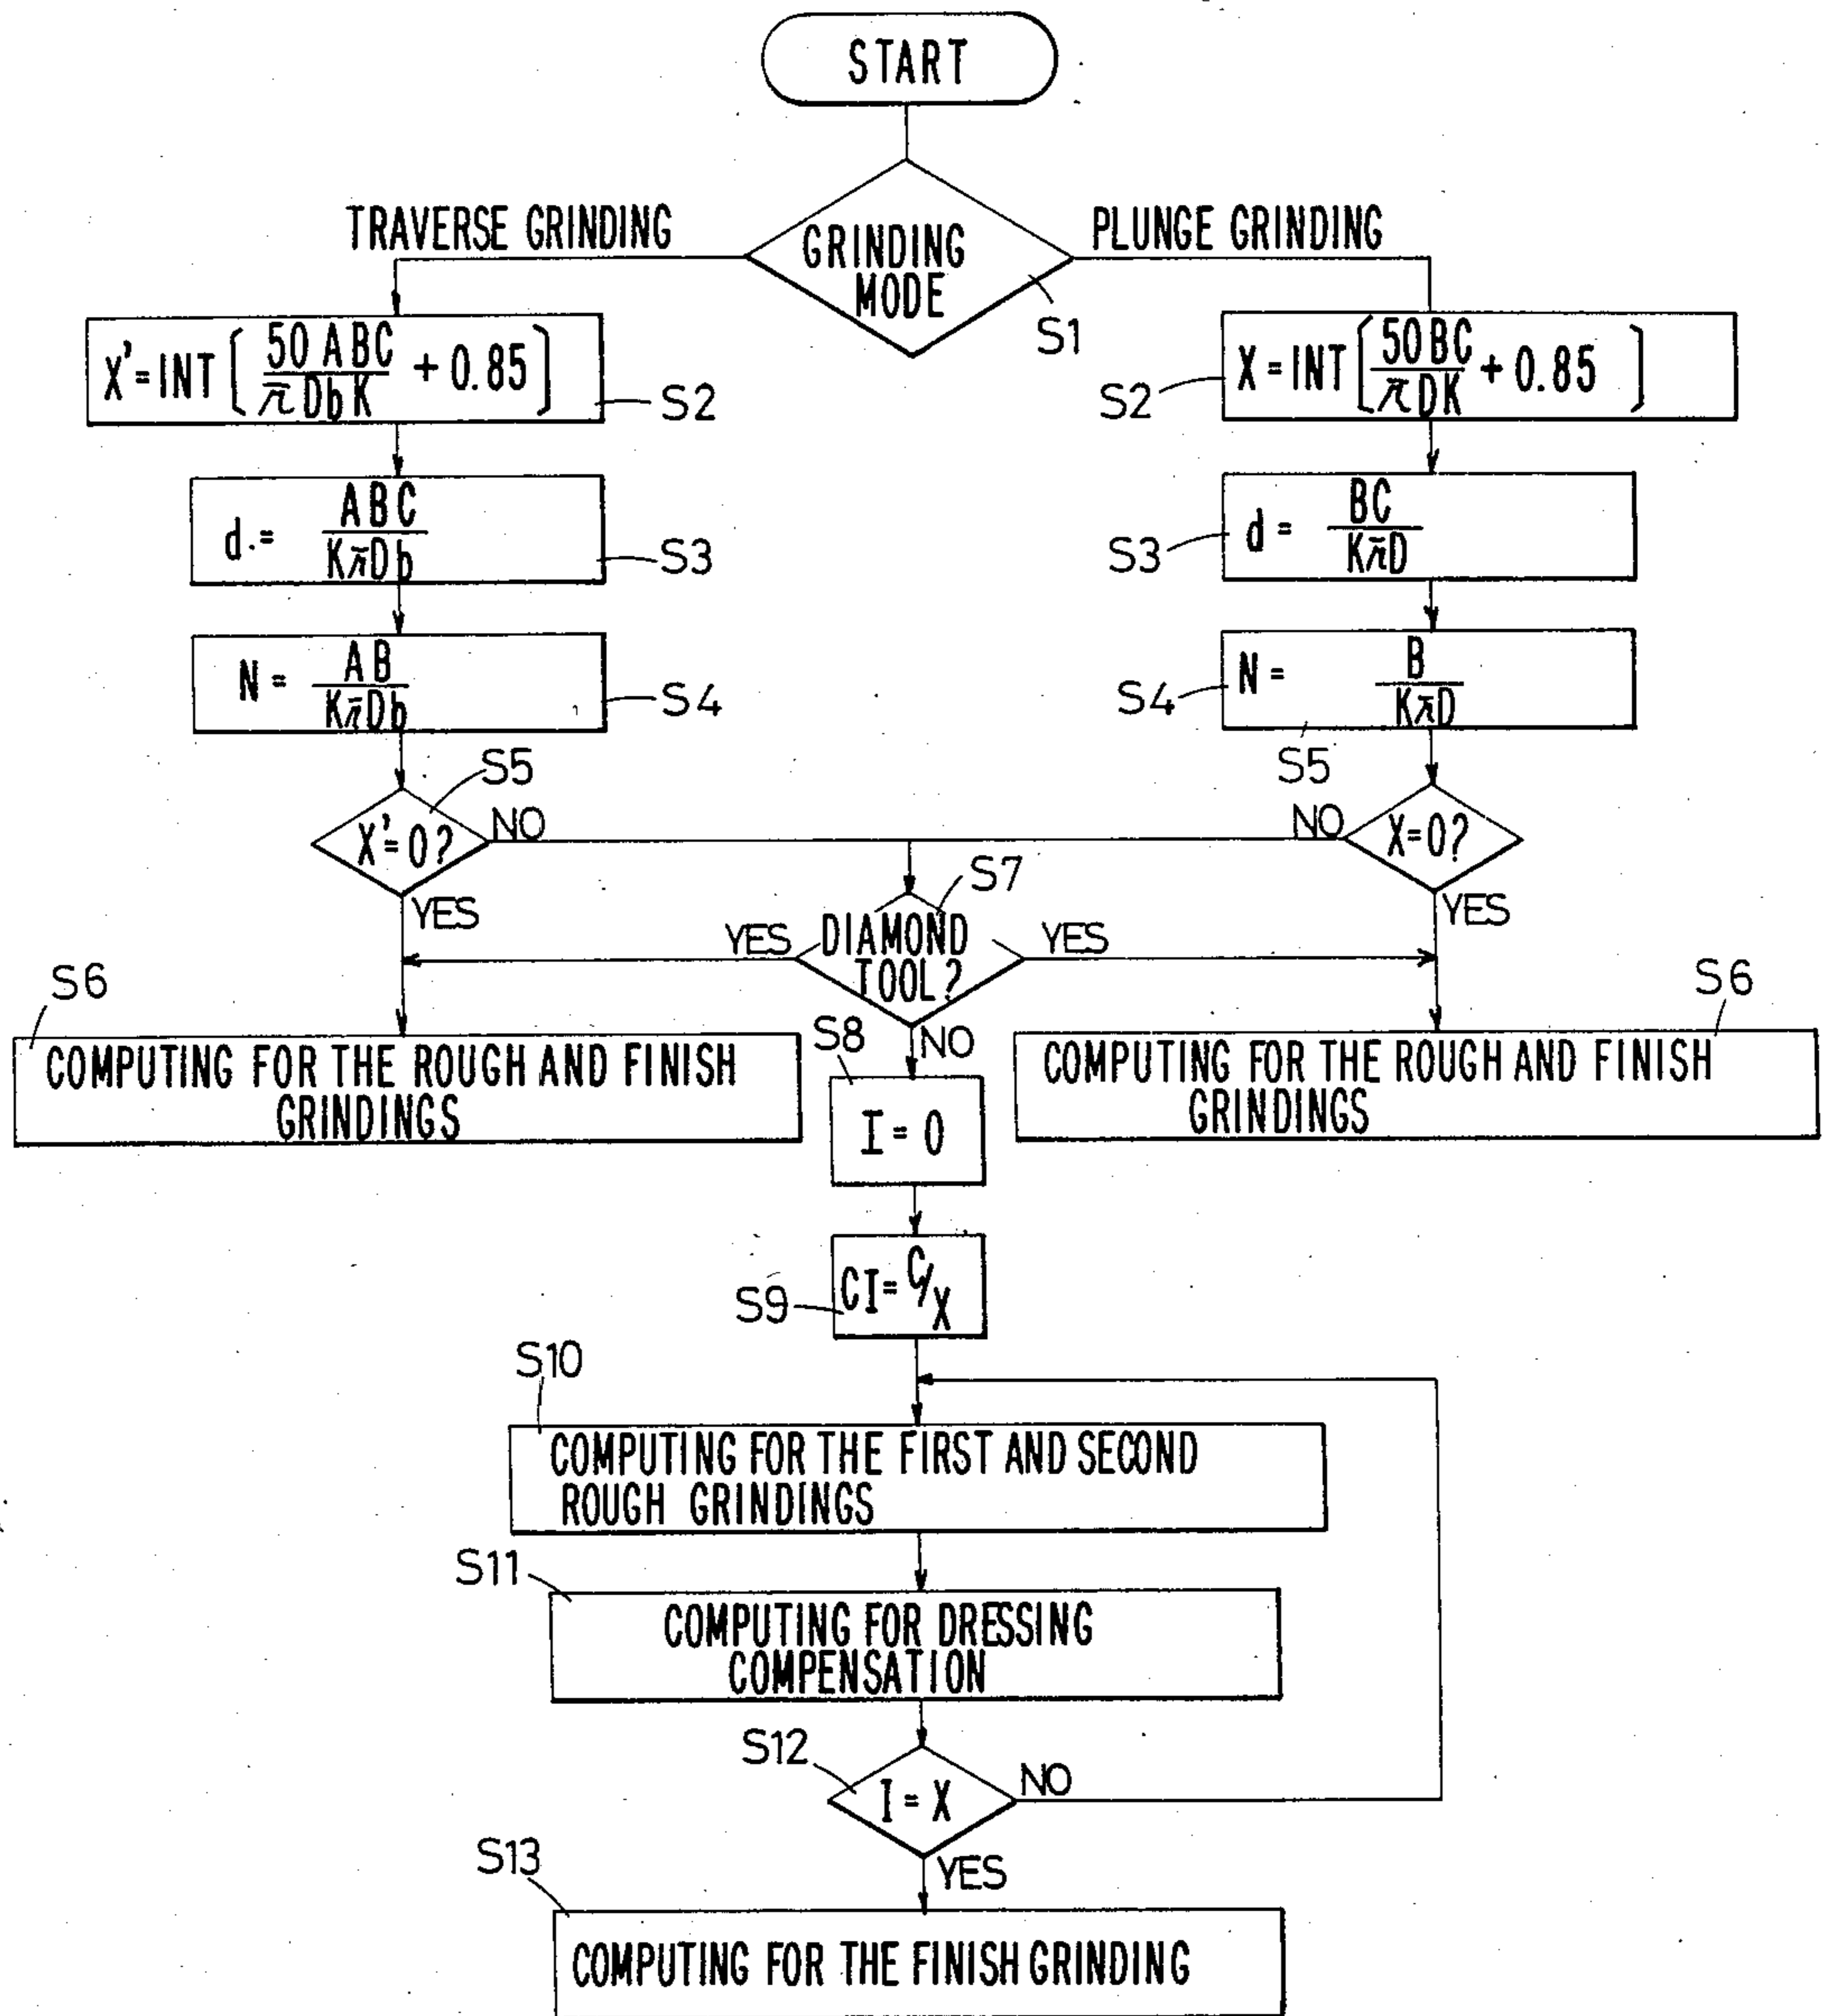 START
TRAVERSE GRINDING
PLUNGE GRINDING
GRINDING
MODE
S1
X'=INT[50 ABC/πDbK + 0.85]
S2
X=INT[50BC/πDK + 0.85]
S2
d.= ABC/KπDb
S3
d= BC/KπD
S3
N= AB/KπDb
S4
N= B/KπD
S4
S5
S5
X'=0?
NO
NO
X=0?
YES
YES
S7
YES
DIAMOND
TOOL?
YES
NO
S6
COMPUTING FOR THE ROUGH AND FINISH
GRINDINGS
S6
COMPUTING FOR THE ROUGH AND FINISH
GRINDINGS
S8
I=0
S9
CI=C/X
S10
COMPUTING FOR THE FIRST AND SECOND
ROUGH GRINDINGS
S11
COMPUTING FOR DRESSING
COMPENSATION
S12
I=X
NO
YES
S13
COMPUTING FOR THE FINISH GRINDING